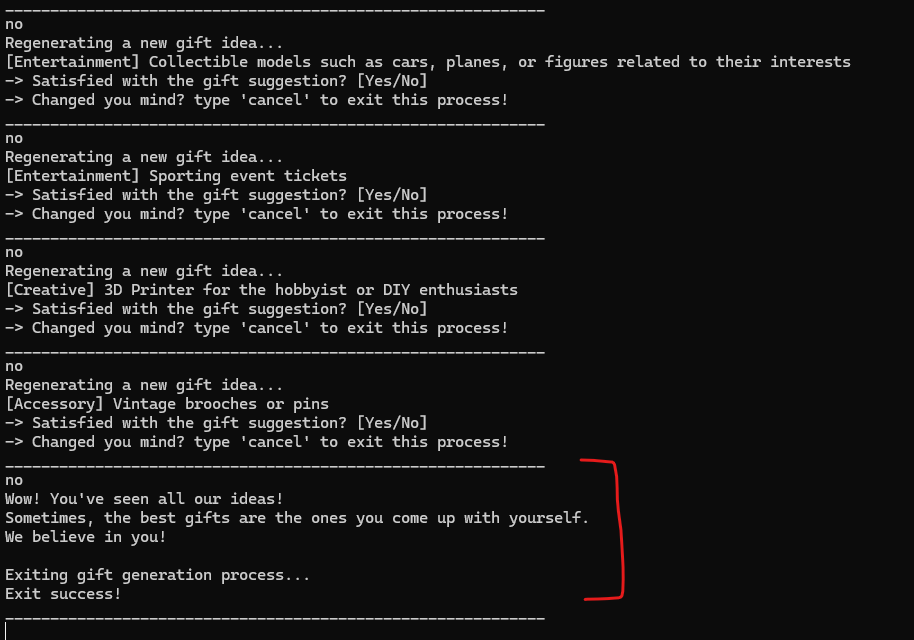 ____________________________________________________________
no
Regenerating a new gift idea...
[Entertainment] Collectible models such as cars, planes, or figures related to their interests
-> Satisfied with the gift suggestion? [Yes/No]
-> Changed you mind? type 'cancel' to exit this process!
____________________________________________________________
no
Regenerating a new gift idea...
[Entertainment] Sporting event tickets
-> Satisfied with the gift suggestion? [Yes/No]
-> Changed you mind? type 'cancel' to exit this process!
____________________________________________________________
no
Regenerating a new gift idea...
[Creative] 3D Printer for the hobbyist or DIY enthusiasts
-> Satisfied with the gift suggestion? [Yes/No]
-> Changed you mind? type 'cancel' to exit this process!
____________________________________________________________
no
Regenerating a new gift idea...
[Accessory] Vintage brooches or pins
-> Satisfied with the gift suggestion? [Yes/No]
-> Changed you mind? type 'cancel' to exit this process!
____________________________________________________________
no
Wow! You've seen all our ideas!
Sometimes, the best gifts are the ones you come up with yourself.
We believe in you!
Exiting gift generation process...
Exit success!
____________________________________________________________